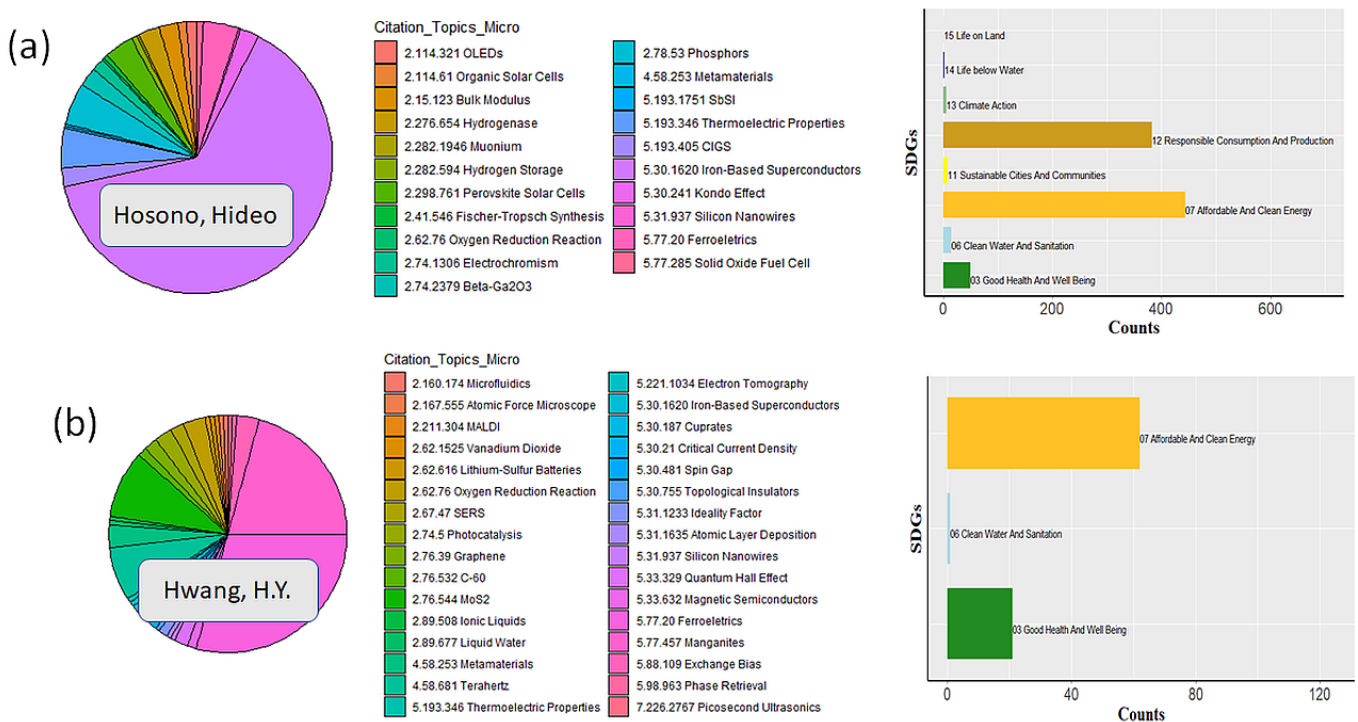 (a)
Hosono, Hideo
Citation_Topics_Micro
2.114.321 OLEDs
2.114.61 Organic Solar Cells
2.15.123 Bulk Modulus
2.276.654 Hydrogenase
2.282.1946 Muonium
2.282.594 Hydrogen Storage
2.298.761 Perovskite Solar Cells
2.41.546 Fischer-Tropsch Synthesis
2.62.76 Oxygen Reduction Reaction
2.74.1306 Electrochromism
2.74.2379 Beta-Ga2O3
2.78.53 Phosphors
4.58.253 Metamaterials
5.193.1751 SbSI
5.193.346 Thermoelectric Properties
5.193.405 CIGS
5.30.1620 Iron-Based Superconductors
5.30.241 Kondo Effect
5.31.937 Silicon Nanowires
5.77.20 Ferroeletrics
5.77.285 Solid Oxide Fuel Cell
SDGs
15 Life on Land
14 Life below Water
13 Climate Action
12 Responsible Consumption And Production
11 Sustainable Cities And Communities
07 Affordable And Clean Energy
06 Clean Water And Sanitation
03 Good Health And Well Being
0 200 400 600
Counts
(b)
Hwang, H.Y.
Citation_Topics_Micro
2.160.174 Microfluidics
2.167.555 Atomic Force Microscope
2.211.304 MALDI
2.62.1525 Vanadium Dioxide
2.62.616 Lithium-Sulfur Batteries
2.62.76 Oxygen Reduction Reaction
2.67.47 SERS
2.74.5 Photocatalysis
2.76.39 Graphene
2.76.532 C-60
2.76.544 MoS2
2.89.508 Ionic Liquids
2.89.677 Liquid Water
4.58.253 Metamaterials
4.58.681 Terahertz
5.193.346 Thermoelectric Properties
5.221.1034 Electron Tomography
5.30.1620 Iron-Based Superconductors
5.30.187 Cuprates
5.30.21 Critical Current Density
5.30.481 Spin Gap
5.30.755 Topological Insulators
5.31.1233 Ideality Factor
5.31.1635 Atomic Layer Deposition
5.31.937 Silicon Nanowires
5.33.329 Quantum Hall Effect
5.33.632 Magnetic Semiconductors
5.77.20 Ferroeletrics
5.77.457 Manganites
5.88.109 Exchange Bias
5.98.963 Phase Retrieval
7.226.2767 Picosecond Ultrasonics
SDGs
07 Affordable And Clean Energy
06 Clean Water And Sanitation
03 Good Health And Well Being
0 40 80 120
Counts